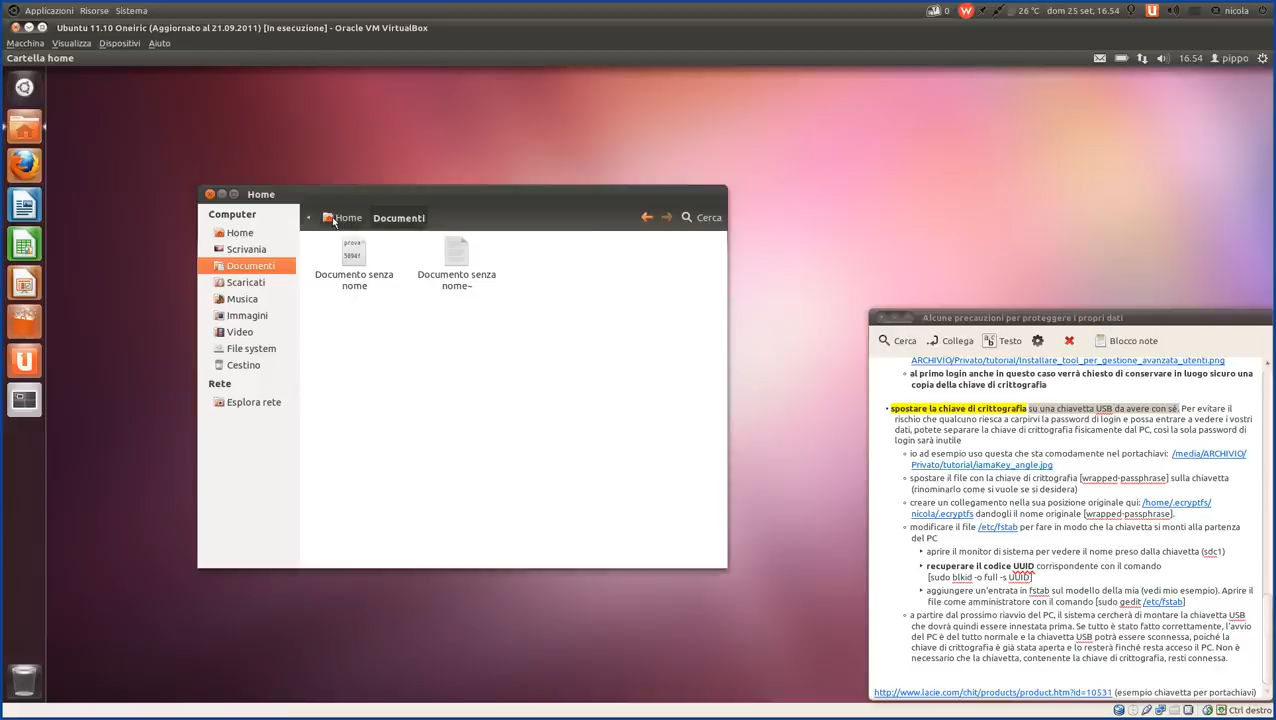 Applicazioni Risorse Sistema
0 W 26 °C dom 25 set, 16.54 nicola
Ubuntu 11.10 Oneiric (Aggiornato al 21.09.2011) [In esecuzione] - Oracle VM VirtualBox
Macchina Visualizza Dispositivi Aiuto
Cartella home
16.54 pippo
Home
Computer
Home
Scrivania
Documenti
Scaricati
Musica
Immagini
Video
File system
Cestino
Rete
Esplora rete
Home Documenti
Cerca
prova
5894f
Documento senza
nome
Documento senza
nome~
Alcune precauzioni per proteggere i propri dati
Cerca Collega Testo Blocco note
ARCHIVIO/Privato/tutorial/Installare_tool_per_gestione_avanzata_utenti.png
◦ al primo login anche in questo caso verrà chiesto di conservare in luogo sicuro una
copia della chiave di crittografia
• spostare la chiave di crittografia su una chiavetta USB da avere con sé. Per evitare il
rischio che qualcuno riesca a carpirvi la password di login e possa entrare a vedere i vostri
dati, potete separare la chiave di crittografia fisicamente dal PC, così la sola password di
login sarà inutile
◦ io ad esempio uso questa che sta comodamente nel portachiavi: /media/ARCHIVIO/
Privato/tutorial/iamaKey_angle.jpg
◦ spostare il file con la chiave di crittografia [wrapped-passphrase] sulla chiavetta
(rinominarlo come si vuole se si desidera)
◦ creare un collegamento nella sua posizione originale qui: /home/.ecryptfs/
nicola/.ecryptfs dandogli il nome originale [wrapped-passphrase].
◦ modificare il file /etc/fstab per fare in modo che la chiavetta si monti alla partenza
del PC
‣ aprire il monitor di sistema per vedere il nome preso dalla chiavetta (sdc1)
‣ recuperare il codice UUID corrispondente con il comando
[sudo blkid -o full -s UUID]
‣ aggiungere un'entrata in fstab sul modello della mia (vedi mio esempio). Aprire il
file come amministratore con il comando [sudo gedit /etc/fstab]
◦ a partire dal prossimo riavvio del PC, il sistema cercherà di montare la chiavetta USB
che dovrà quindi essere innestata prima. Se tutto è stato fatto correttamente, l'avvio
del PC è del tutto normale e la chiavetta USB potrà essere sconnessa, poiché la
chiave di crittografia è già stata aperta e lo resterà finché resta acceso il PC. Non è
necessario che la chiavetta, contenente la chiave di crittografia, resti connessa.
http://www.lacie.com/chit/products/product.htm?id=10531 (esempio chiavetta per portachiavi)
Ctrl destro